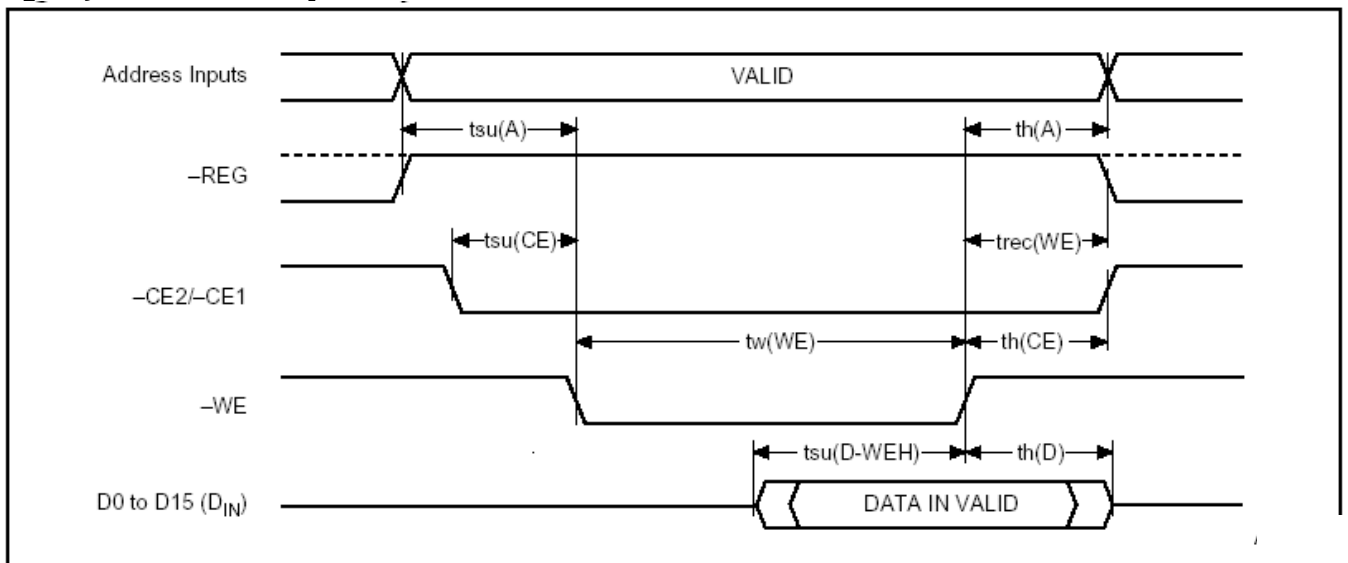 Address Inputs
VALID
tsu(A)
th(A)
–REG
tsu(CE)
trec(WE)
–CE2/–CE1
tw(WE)
th(CE)
–WE
tsu(D-WEH)
th(D)
D0 to D15 (DIN)
DATA IN VALID